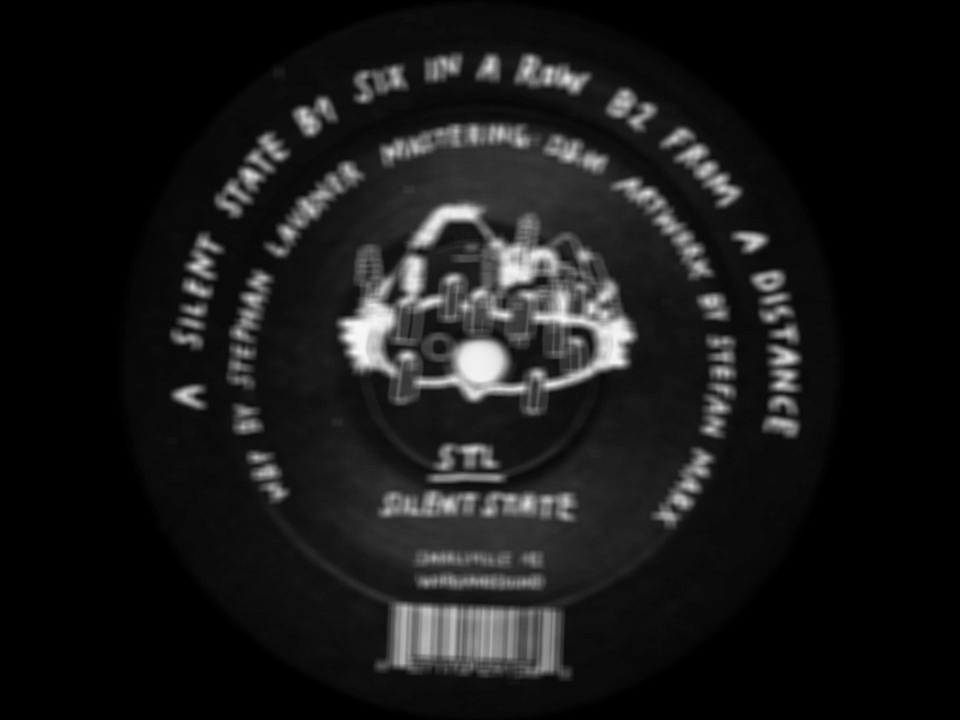 A SILENT STATE B1 SIX IN A ROW B2 FROM A DISTANCE
W&P BY STEPHAN LAUBNER MASTERING: D&M ARTWORK BY STEFAN MARX
STL
SILENT STATE
SMALLVILLE